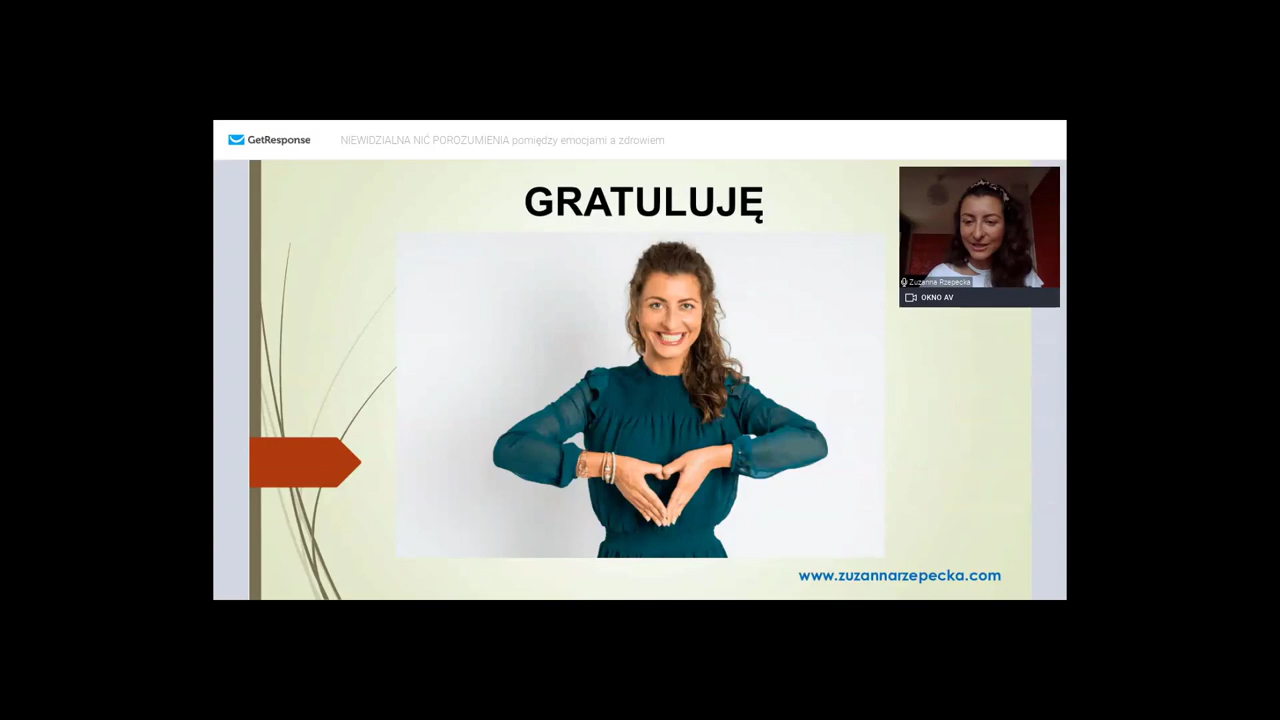 GetResponse
NIEWIDZIALNA NIĆ POROZUMIENIA pomiędzy emocjami a zdrowiem
GRATULUJĘ
Zuzanna Rzepecka
OKNO AV
www.zuzannarzepecka.com